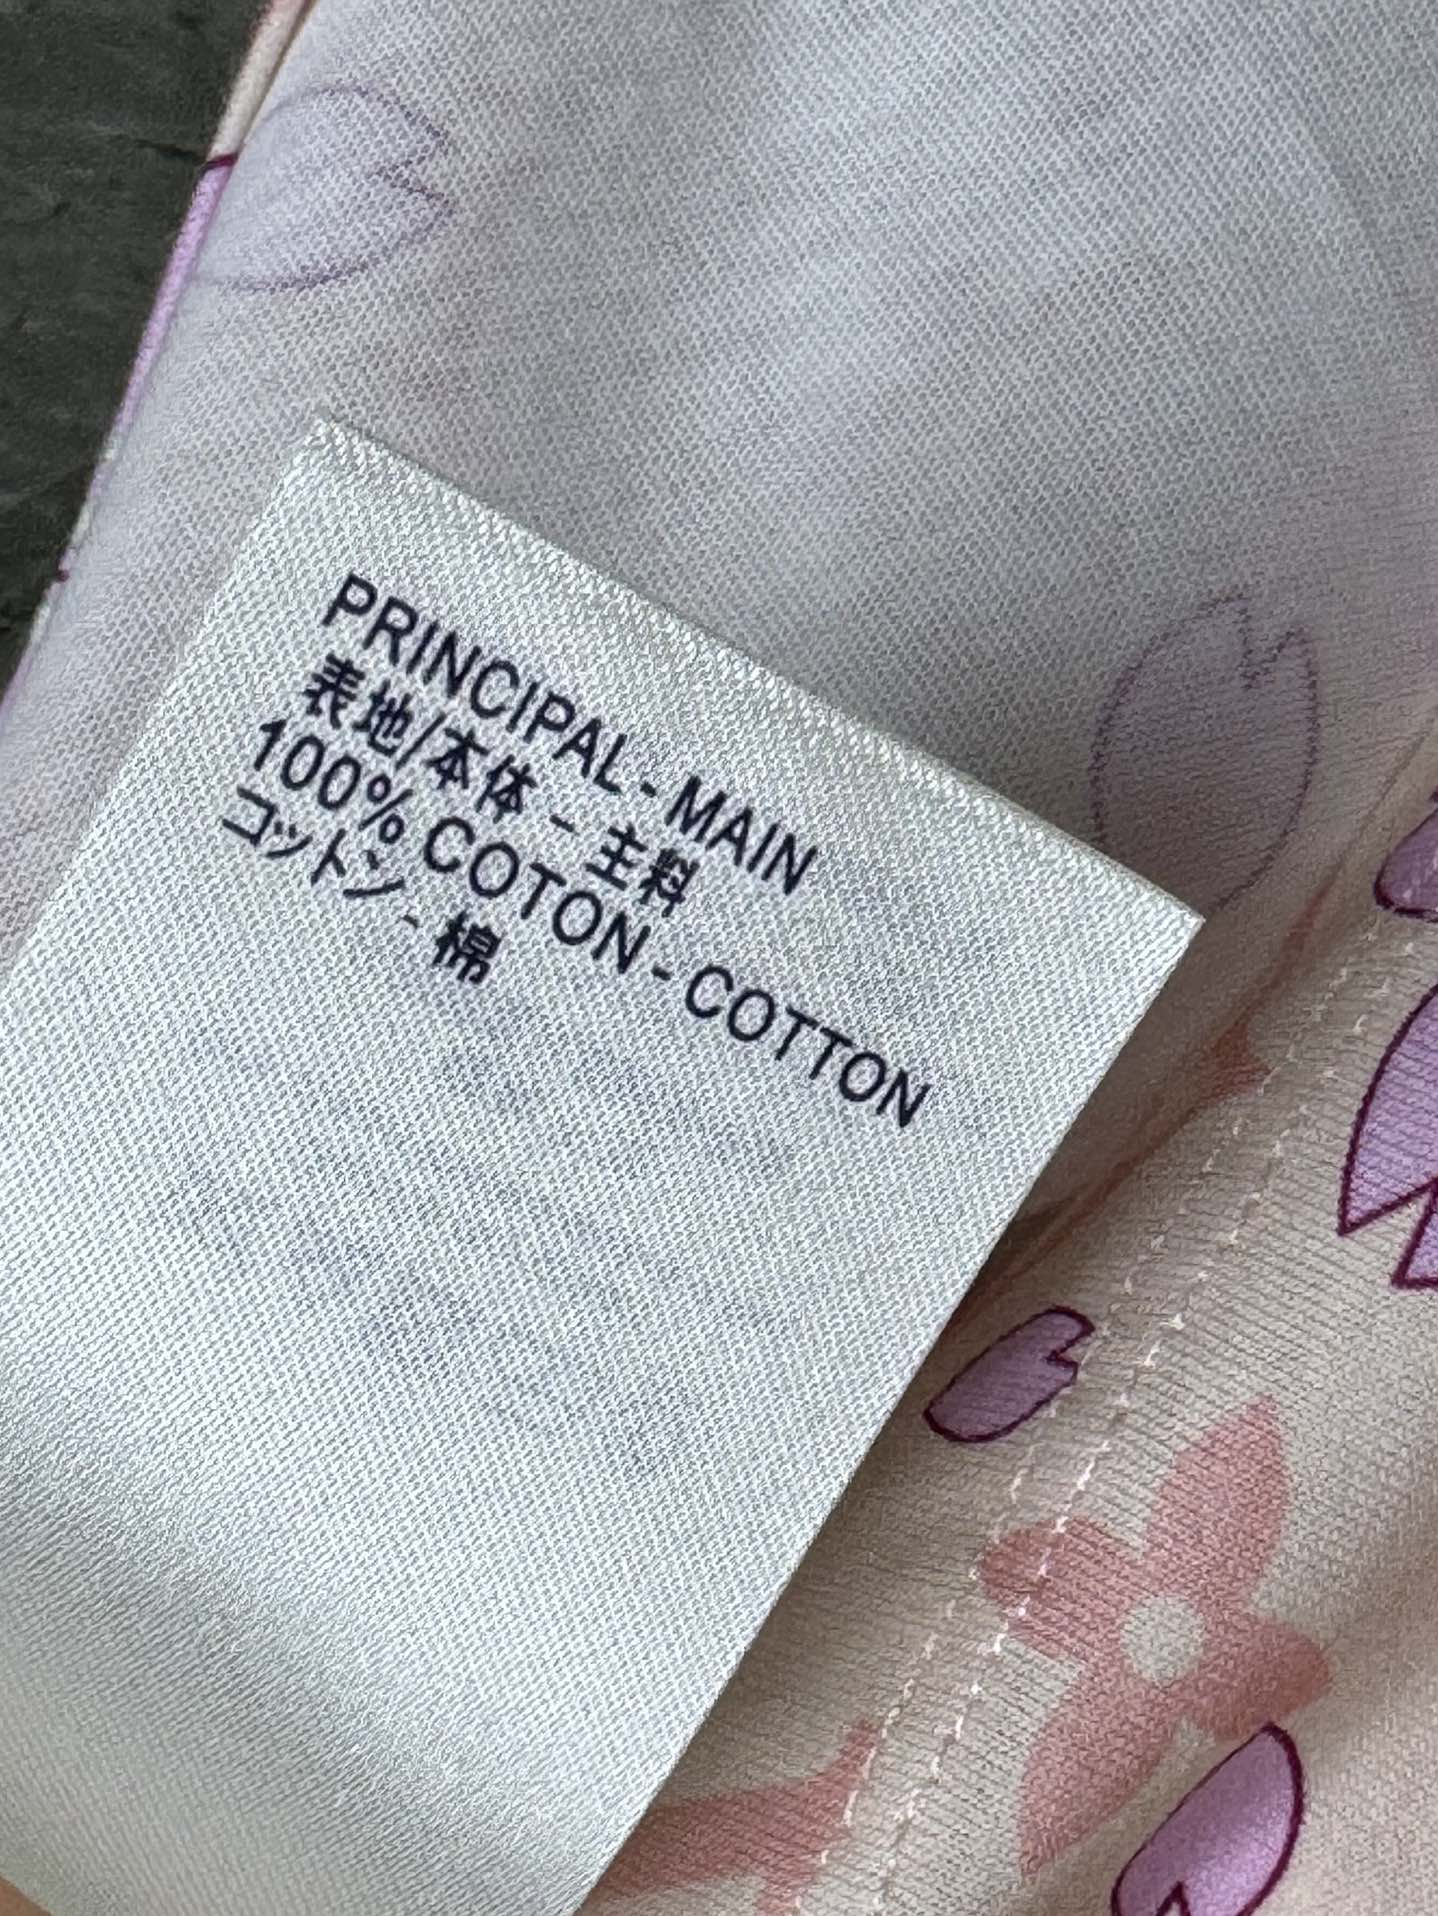 PRINCIPAL - MAIN
表地/本体 - 主料
100% COTON - COTTON
コットン - 棉